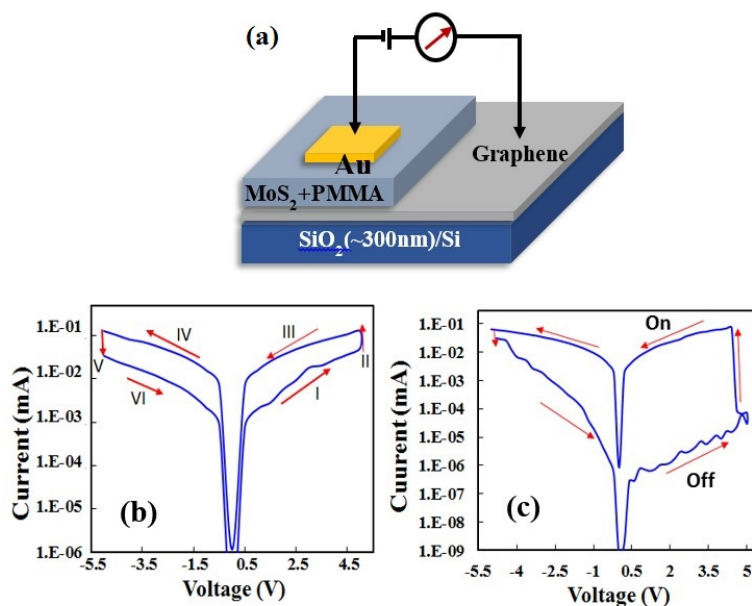 (a)
Au
Graphene
MoS₂+PMMA
SiO₂(~300nm)/Si
1.E-01
1.E-02
1.E-03
1.E-04
1.E-05
1.E-06
Current (mA)
IV
III
V
II
VI
I
(b)
-5.5
-3.5
-1.5
0.5
2.5
4.5
Voltage (V)
1.E-01
1.E-02
1.E-03
1.E-04
1.E-05
1.E-06
1.E-07
1.E-08
1.E-09
Cuurent (mA)
On
Off
(c)
-5.5
-3.5
-1
0.5
2.5
3.5
5
Voltage (V)